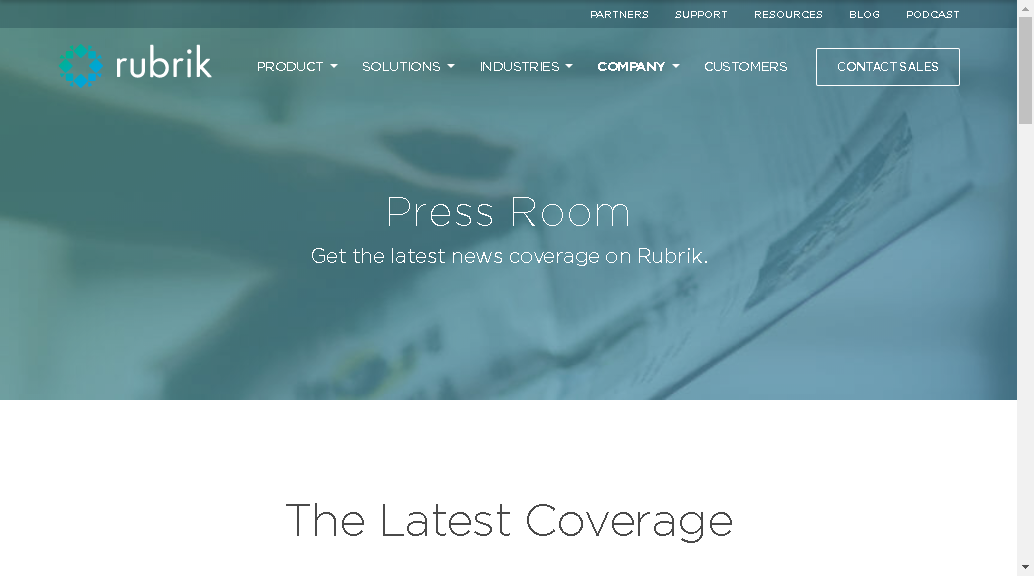 PARTNERS SUPPORT RESOURCES BLOG PODCAST
rubrik PRODUCT SOLUTIONS INDUSTRIES COMPANY CUSTOMERS CONTACT SALES
Press Room
Get the latest news coverage on Rubrik.
The Latest Coverage